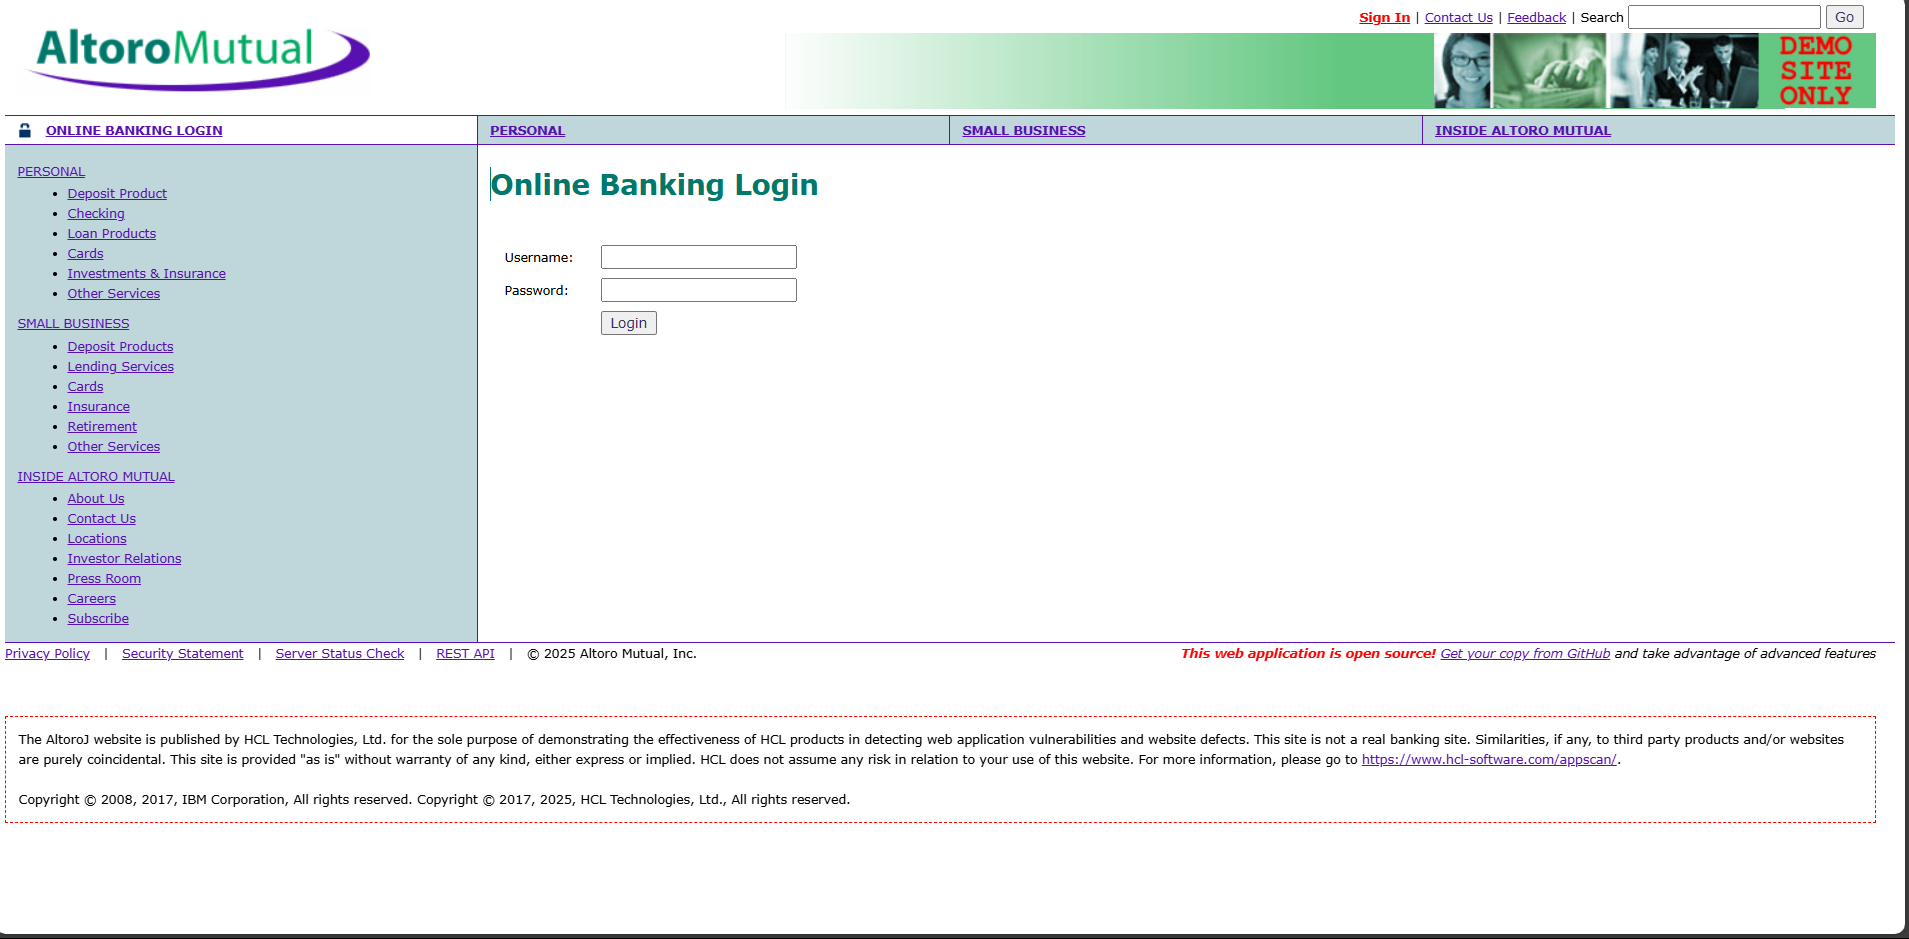 AltoroMutual
Sign In | Contact Us | Feedback | Search Go
DEMO
SITE
ONLY
ONLINE BANKING LOGIN
PERSONAL
SMALL BUSINESS
INSIDE ALTORO MUTUAL
PERSONAL
Deposit Product
Checking
Loan Products
Cards
Investments & Insurance
Other Services
SMALL BUSINESS
Deposit Products
Lending Services
Cards
Insurance
Retirement
Other Services
INSIDE ALTORO MUTUAL
About Us
Contact Us
Locations
Investor Relations
Press Room
Careers
Subscribe
Online Banking Login
Username:
Password:
Login
Privacy Policy | Security Statement | Server Status Check | REST API | © 2025 Altoro Mutual, Inc.
This web application is open source! Get your copy from GitHub and take advantage of advanced features
The AltoroJ website is published by HCL Technologies, Ltd. for the sole purpose of demonstrating the effectiveness of HCL products in detecting web application vulnerabilities and website defects. This site is not a real banking site. Similarities, if any, to third party products and/or websites
are purely coincidental. This site is provided "as is" without warranty of any kind, either express or implied. HCL does not assume any risk in relation to your use of this website. For more information, please go to https://www.hcl-software.com/appscan/.
Copyright © 2008, 2017, IBM Corporation, All rights reserved. Copyright © 2017, 2025, HCL Technologies, Ltd., All rights reserved.